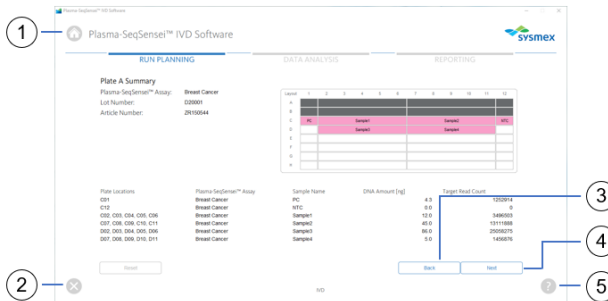 Plasma-SeqSensei™ IVD Software
1
Plasma-SeqSensei™ IVD Software
sysmex
RUN PLANNING
DATA ANALYSIS
REPORTING
Plate A Summary
Plasma-SeqSensei™ Assay: Breast Cancer
Lot Number: D20001
Article Number: ZR150544
Layout 1 2 3 4 5 6 7 8 9 10 11 12
A
B
C PC Sample1 Sample2 NTC
D Sample3 Sample4
E
F
G
H
Plate Locations Plasma-SeqSensei™ Assay Sample Name DNA Amount [ng] Target Read Count
C01 Breast Cancer PC 4.3 1252914
C12 Breast Cancer NTC 0.0 0
C02, C03, C04, C05, C06 Breast Cancer Sample1 12.0 3496503
C07, C08, C09, C10, C11 Breast Cancer Sample2 45.0 13111888
D02, D03, D04, D05, D06 Breast Cancer Sample3 86.0 25058275
D07, D08, D09, D10, D11 Breast Cancer Sample4 5.0 1456876
3
4
Reset
Back
Next
2
IVD
?
5